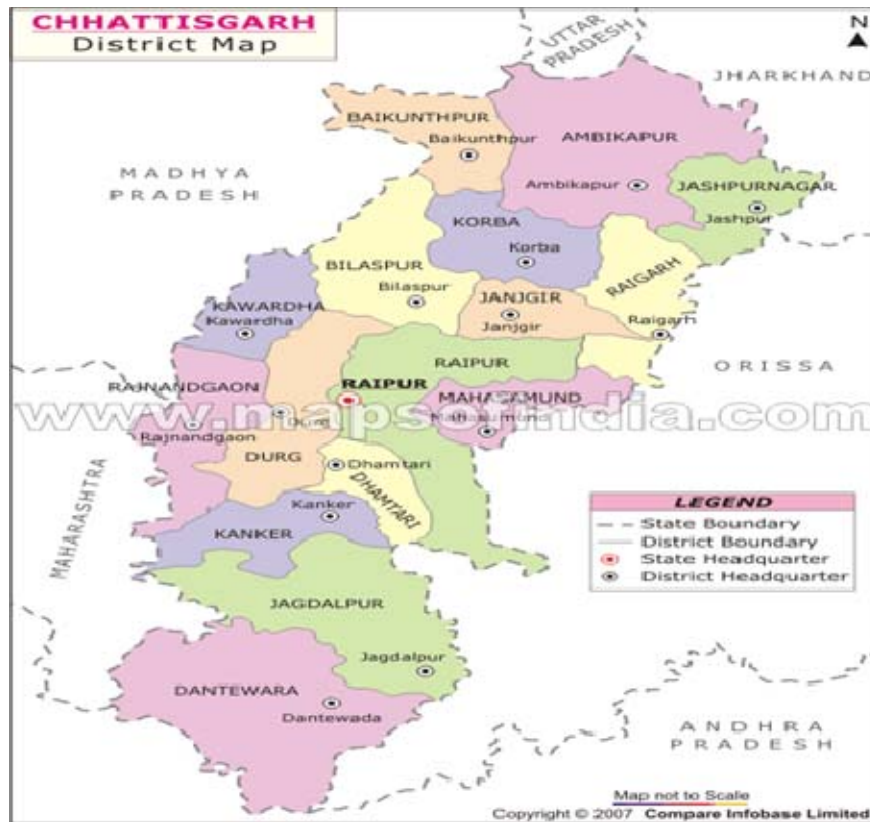 CHHATTISGARH
District Map
N
UTTAR
PRADESH
JHARKHAND
MADHYA
PRADESH
BAIKUNTHPUR
Baikunthpur
AMBIKAPUR
Ambikapur
JASHPURNAGAR
Jashpur
KORBA
Korba
BILASPUR
Bilaspur
RAIGARH
Raigarh
JANJGIR
Janjgir
KAWARDHA
Kawardha
RAIPUR
RAIPUR
ORISSA
RAJNANDGAON
Rajnandgaon
MAHASAMUND
Mahasumund
www.mapsofindia.com
Durg
DURG
Dhamtari
DHAMTARI
MAHARASHTRA
Kanker
KANKER
LEGEND
State Boundary
District Boundary
State Headquarter
District Headquarter
JAGDALPUR
Jagdalpur
DANTEWARA
Dantewada
ANDHRA
PRADESH
Map not to Scale
Copyright © 2007 Compare Infobase Limited